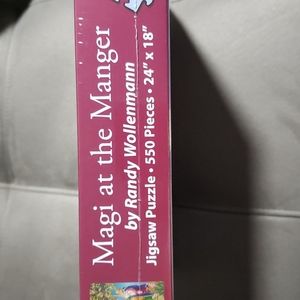 Magi at the Manger
by Randy Wollenmann
Jigsaw Puzzle • 550 Pieces • 24" x 18"